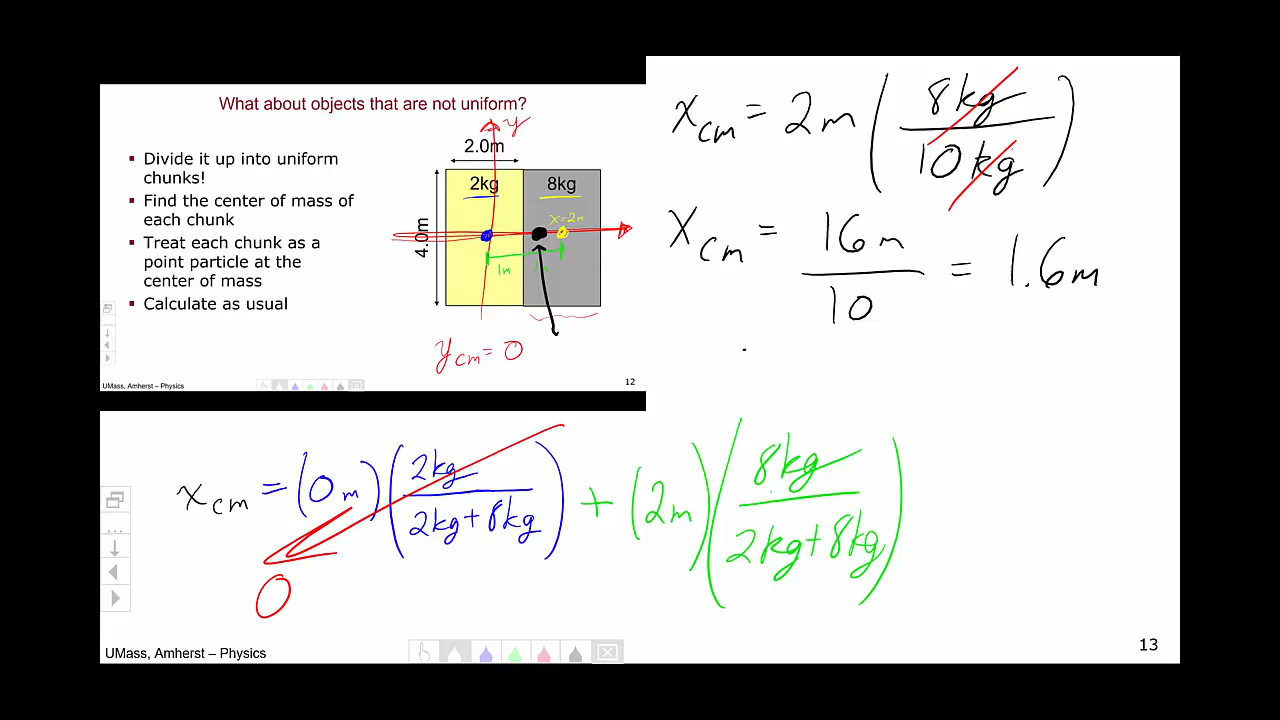 What about objects that are not uniform?
▪ Divide it up into uniform
chunks!
▪ Find the center of mass of
each chunk
▪ Treat each chunk as a
point particle at the
center of mass
▪ Calculate as usual
y
2.0m
2kg 8kg
x=2m
4.0m
1m
y_cm = 0
UMass, Amherst – Physics
12
x_cm = 2m (8kg / 10kg)
x_cm = 16m / 10 = 1.6m
x_cm = (0m) (2kg / 2kg+8kg) + (2m) (8kg / 2kg+8kg)
0
UMass, Amherst – Physics
13